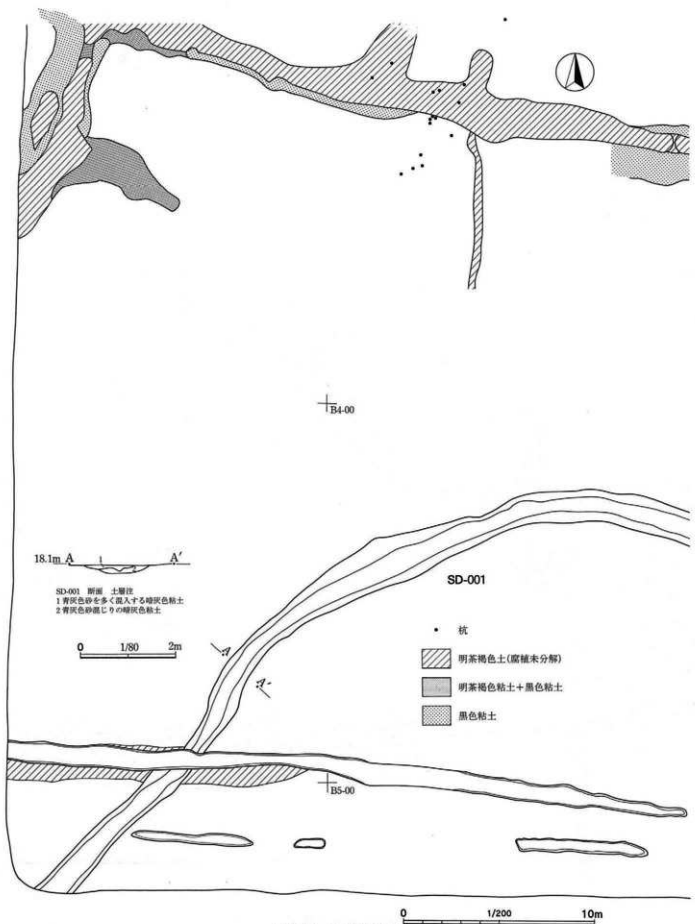 B4-00
18.1m A 1 A′
SD-001 断面 土層注
1 青灰色砂を多く混入する暗灰色粘土
2 青灰色砂混じりの暗灰色粘土
0 1/80 2m
SD-001
A
A′
• 杭
明茶褐色土(腐植未分解)
明茶褐色粘土+黒色粘土
黒色粘土
B5-00
0 1/200 10m